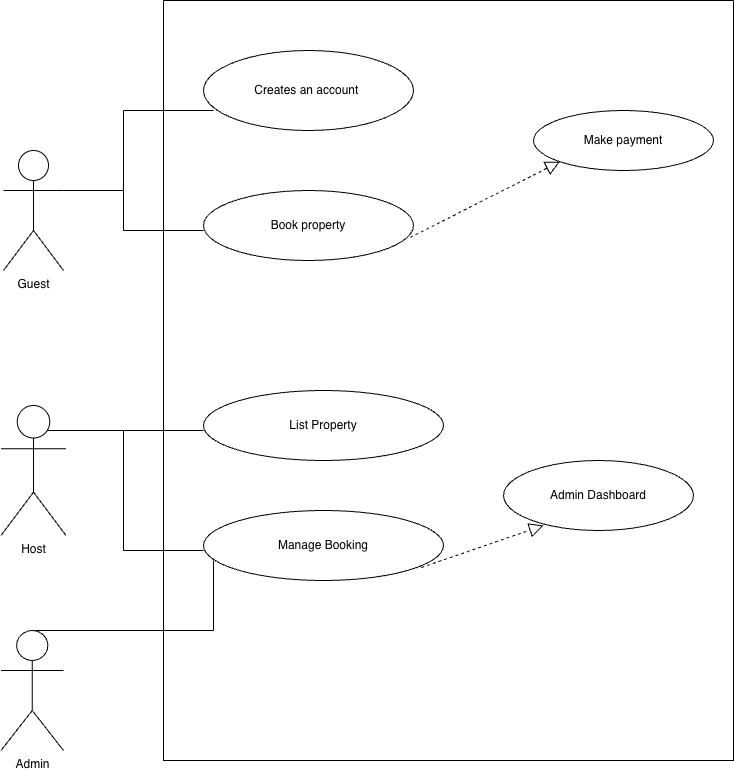 Creates an account
Make payment
Book property
Guest
List Property
Admin Dashboard
Manage Booking
Host
Admin